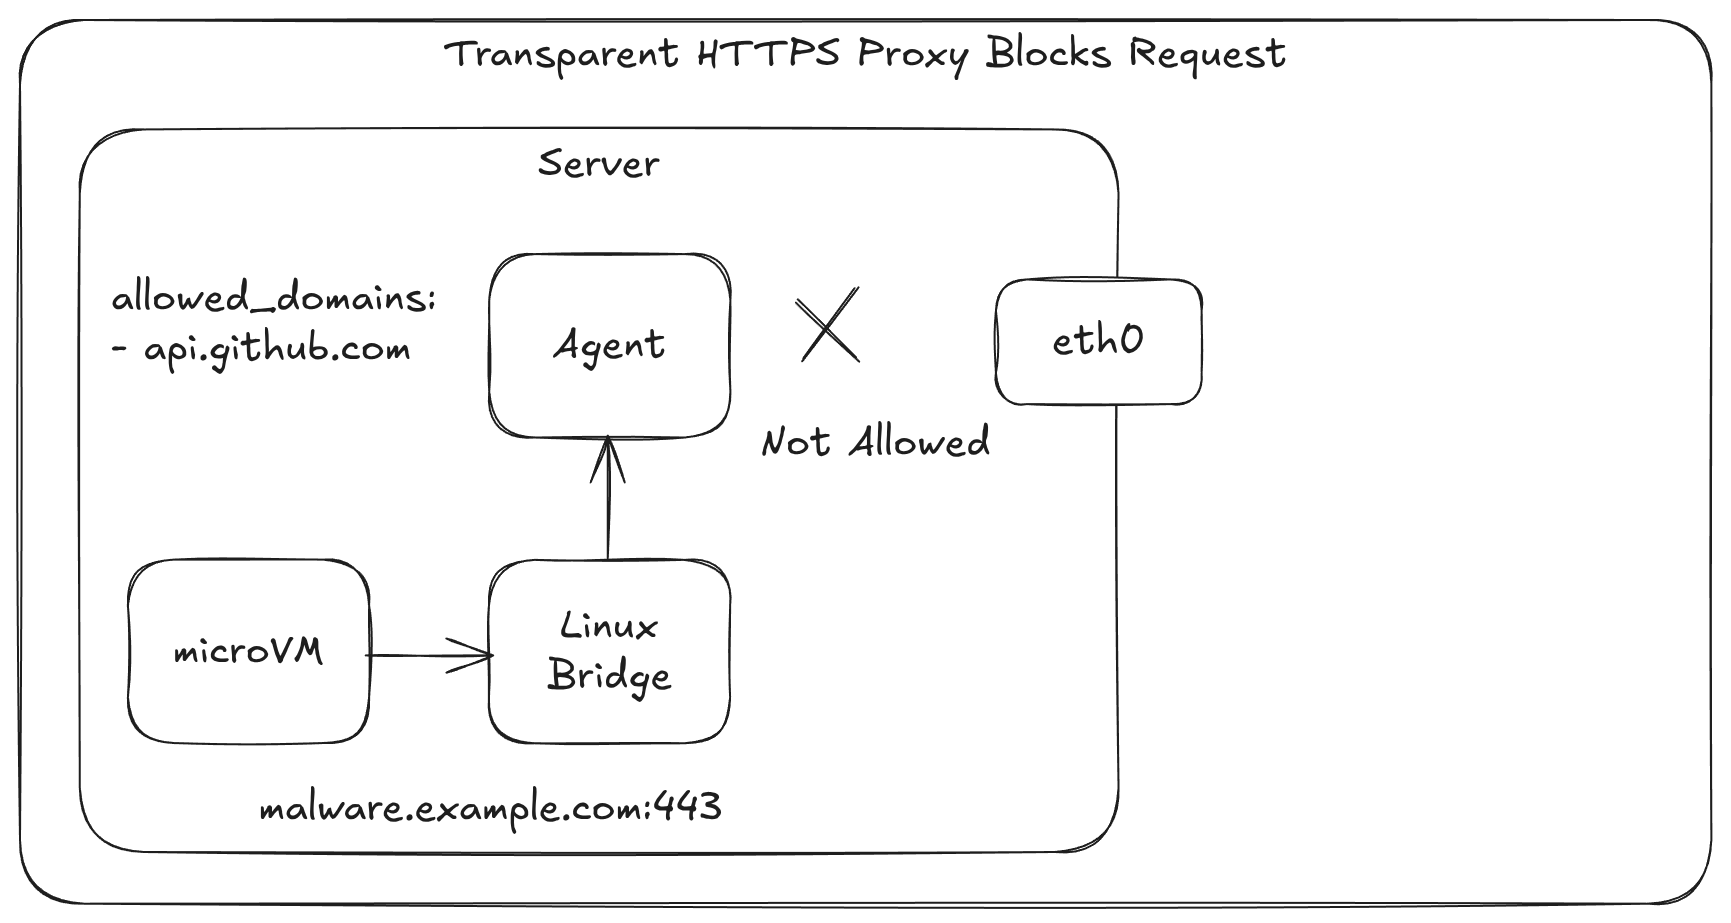 Transparent HTTPS Proxy Blocks Request
Server
allowed_domains:
- api.github.com
Agent
eth0
Not Allowed
microVM
Linux
Bridge
malware.example.com:443